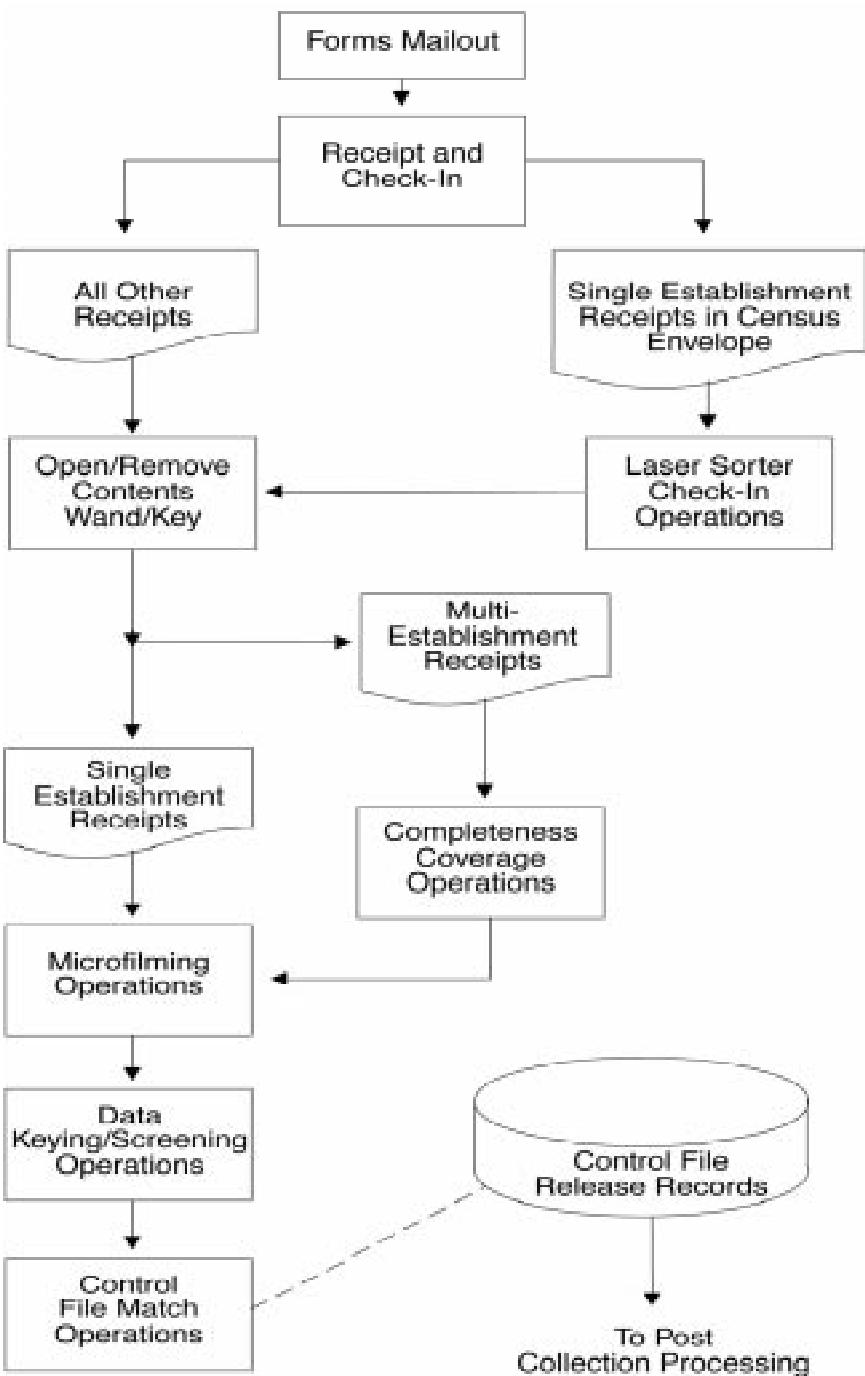 Forms Mailout
Receipt and
Check-In
All Other
Receipts
Single Establishment
Receipts in Census
Envelope
Open/Remove
Contents
Wand/Key
Laser Sorter
Check-In
Operations
Multi-
Establishment
Receipts
Single
Establishment
Receipts
Completeness
Coverage
Operations
Microfilming
Operations
Data
Keying/Screening
Operations
Control File
Release Records
Control
File Match
Operations
To Post
Collection Processing